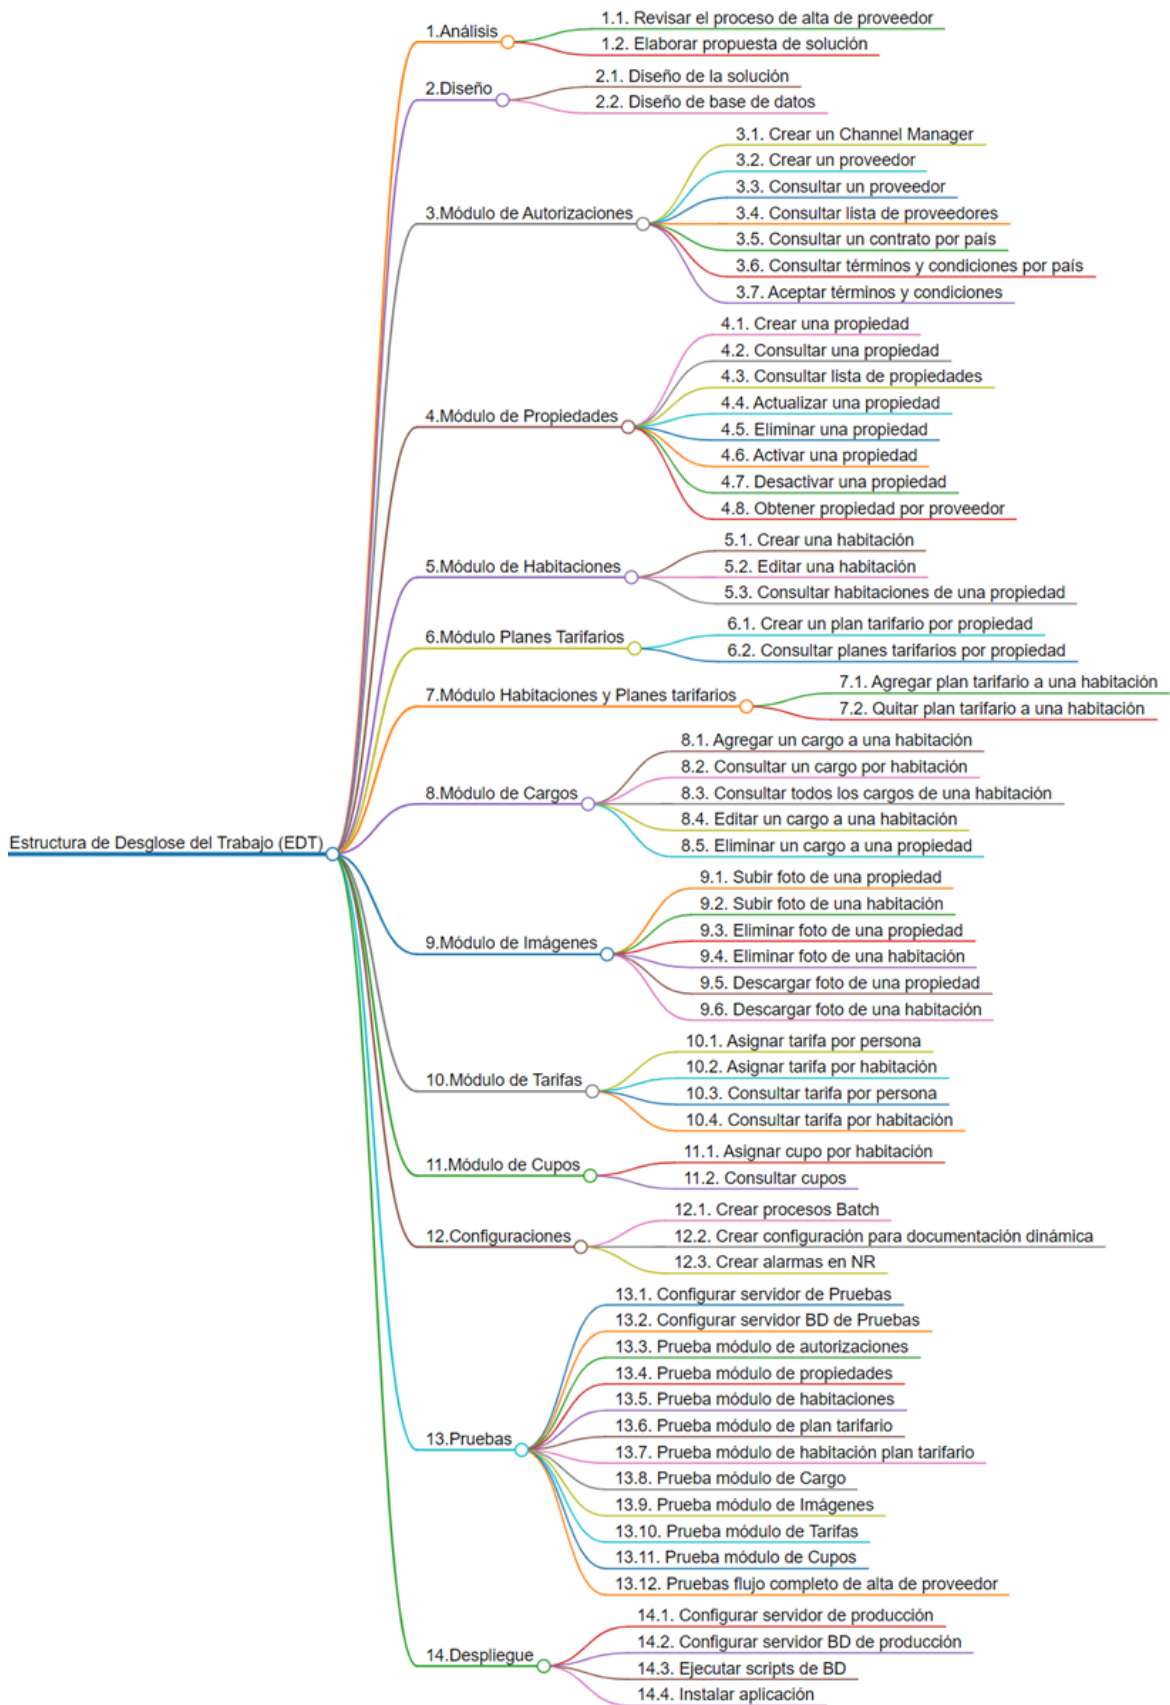 Estructura de Desglose del Trabajo (EDT)
1.Análisis
1.1. Revisar el proceso de alta de proveedor
1.2. Elaborar propuesta de solución
2.Diseño
2.1. Diseño de la solución
2.2. Diseño de base de datos
3.Módulo de Autorizaciones
3.1. Crear un Channel Manager
3.2. Crear un proveedor
3.3. Consultar un proveedor
3.4. Consultar lista de proveedores
3.5. Consultar un contrato por país
3.6. Consultar términos y condiciones por país
3.7. Aceptar términos y condiciones
4.Módulo de Propiedades
4.1. Crear una propiedad
4.2. Consultar una propiedad
4.3. Consultar lista de propiedades
4.4. Actualizar una propiedad
4.5. Eliminar una propiedad
4.6. Activar una propiedad
4.7. Desactivar una propiedad
4.8. Obtener propiedad por proveedor
5.Módulo de Habitaciones
5.1. Crear una habitación
5.2. Editar una habitación
5.3. Consultar habitaciones de una propiedad
6.Módulo Planes Tarifarios
6.1. Crear un plan tarifario por propiedad
6.2. Consultar planes tarifarios por propiedad
7.Módulo Habitaciones y Planes tarifarios
7.1. Agregar plan tarifario a una habitación
7.2. Quitar plan tarifario a una habitación
8.Módulo de Cargos
8.1. Agregar un cargo a una habitación
8.2. Consultar un cargo por habitación
8.3. Consultar todos los cargos de una habitación
8.4. Editar un cargo a una habitación
8.5. Eliminar un cargo a una propiedad
9.Módulo de Imágenes
9.1. Subir foto de una propiedad
9.2. Subir foto de una habitación
9.3. Eliminar foto de una propiedad
9.4. Eliminar foto de una habitación
9.5. Descargar foto de una propiedad
9.6. Descargar foto de una habitación
10.Módulo de Tarifas
10.1. Asignar tarifa por persona
10.2. Asignar tarifa por habitación
10.3. Consultar tarifa por persona
10.4. Consultar tarifa por habitación
11.Módulo de Cupos
11.1. Asignar cupo por habitación
11.2. Consultar cupos
12.Configuraciones
12.1. Crear procesos Batch
12.2. Crear configuración para documentación dinámica
12.3. Crear alarmas en NR
13.Pruebas
13.1. Configurar servidor de Pruebas
13.2. Configurar servidor BD de Pruebas
13.3. Prueba módulo de autorizaciones
13.4. Prueba módulo de propiedades
13.5. Prueba módulo de habitaciones
13.6. Prueba módulo de plan tarifario
13.7. Prueba módulo de habitación plan tarifario
13.8. Prueba módulo de Cargo
13.9. Prueba módulo de Imágenes
13.10. Prueba módulo de Tarifas
13.11. Prueba módulo de Cupos
13.12. Pruebas flujo completo de alta de proveedor
14.Despliegue
14.1. Configurar servidor de producción
14.2. Configurar servidor BD de producción
14.3. Ejecutar scripts de BD
14.4. Instalar aplicación